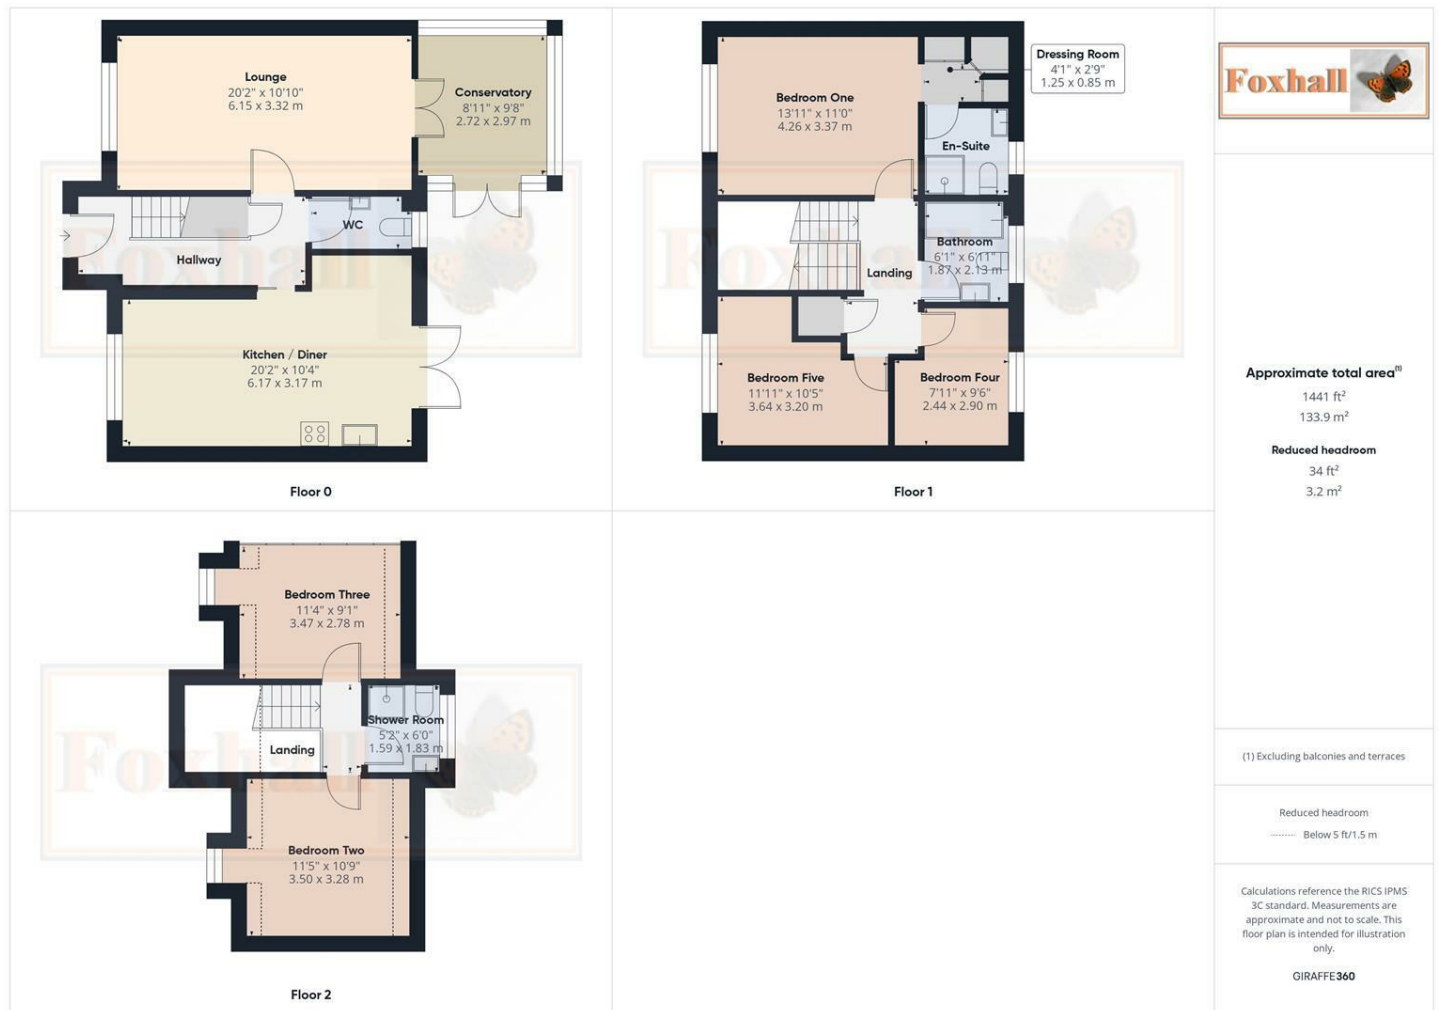 Lounge
20'2" x 10'10"
6.15 x 3.32 m
Conservatory
8'11" x 9'8"
2.72 x 2.97 m
WC
Hallway
Kitchen / Diner
20'2" x 10'4"
6.17 x 3.17 m
Floor 0
Foxhall
Bedroom One
13'11" x 11'0"
4.26 x 3.37 m
Dressing Room
4'1" x 2'9"
1.25 x 0.85 m
En-Suite
Bathroom
6'1" x 6'11"
1.87 x 2.13 m
Landing
Bedroom Five
11'11" x 10'5"
3.64 x 3.20 m
Bedroom Four
7'11" x 9'6"
2.44 x 2.90 m
Floor 1
Foxhall
Bedroom Three
11'4" x 9'1"
3.47 x 2.78 m
Shower Room
5'2" x 6'0"
1.59 x 1.83 m
Landing
Bedroom Two
11'5" x 10'9"
3.50 x 3.28 m
Floor 2
Foxhall
Foxhall
Approximate total area(1)
1441 ft²
133.9 m²
Reduced headroom
34 ft²
3.2 m²
(1) Excluding balconies and terraces
Reduced headroom
Below 5 ft/1.5 m
Calculations reference the RICS IPMS
3C standard. Measurements are
approximate and not to scale. This
floor plan is intended for illustration
only.
GIRAFFE360